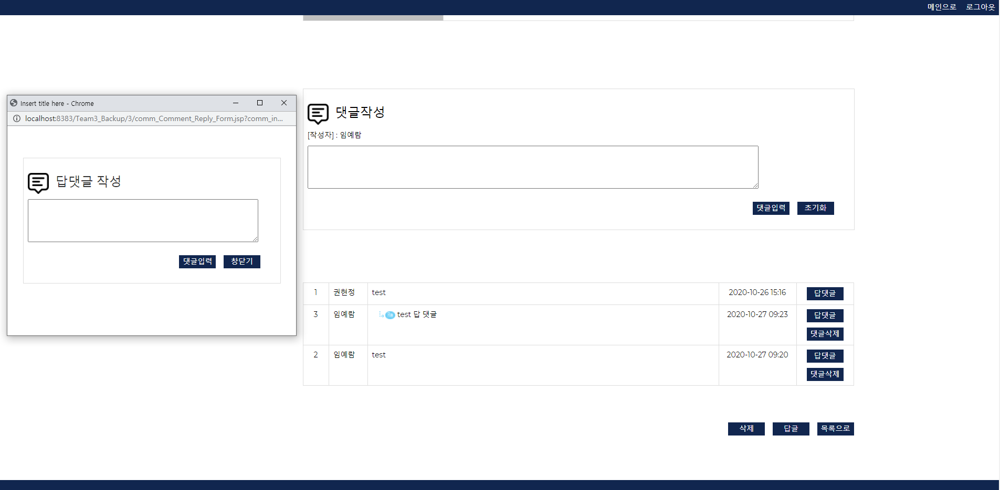 메인으로 로그아웃
Insert title here - Chrome
localhost:8383/Team3_Backup/3/comm_Comment_Reply_Form.jsp?comm_in...
답댓글 작성
댓글입력 창닫기
댓글작성
[작성자] : 임예람
댓글입력 초기화
1 권현정 test 2020-10-26 15:16 답댓글
3 임예람 Re test 답 댓글 2020-10-27 09:23 답댓글
댓글삭제
2 임예람 test 2020-10-27 09:20 답댓글
댓글삭제
삭제 답글 목록으로